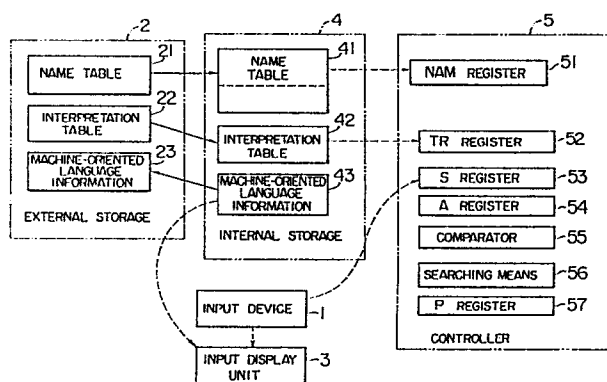 2
4
5
21
NAME TABLE
22
INTERPRETATION
TABLE
23
MACHINE-ORIENTED
LANGUAGE
INFORMATION
EXTERNAL STORAGE
41
NAME
TABLE
42
INTERPRETATION
TABLE
43
MACHINE-ORIENTED
LANGUAGE
INFORMATION
INTERNAL STORAGE
NAM REGISTER
51
TR REGISTER
52
S REGISTER
53
A REGISTER
54
COMPARATOR
55
SEARCHING MEANS
56
P REGISTER
57
CONTROLLER
INPUT DEVICE
1
INPUT DISPLAY
UNIT
3